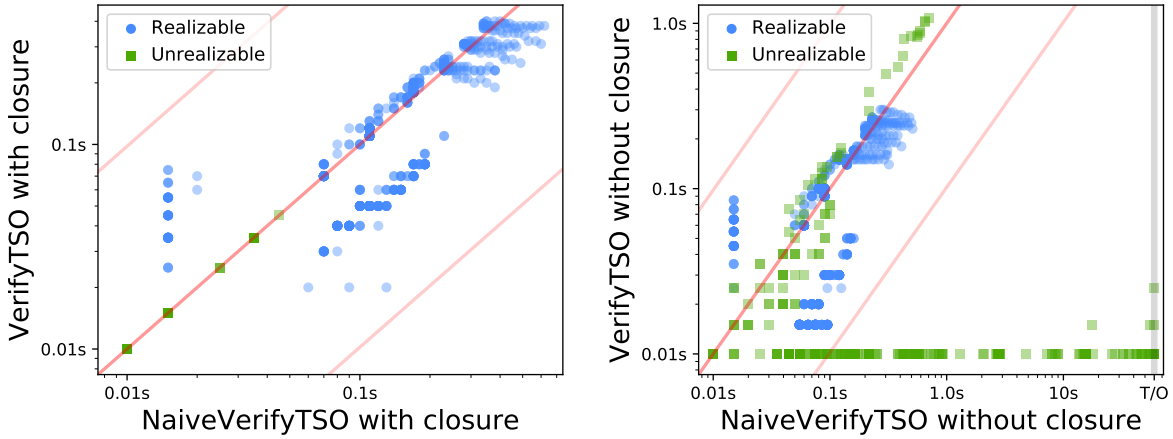 VerifyTSO with closure
0.1s
0.01s
Realizable
Unrealizable
0.01s
0.1s
NaiveVerifyTSO with closure
VerifyTSO without closure
1.0s
0.1s
0.01s
Realizable
Unrealizable
0.01s
0.1s
1.0s
10s
T/O
NaiveVerifyTSO without closure